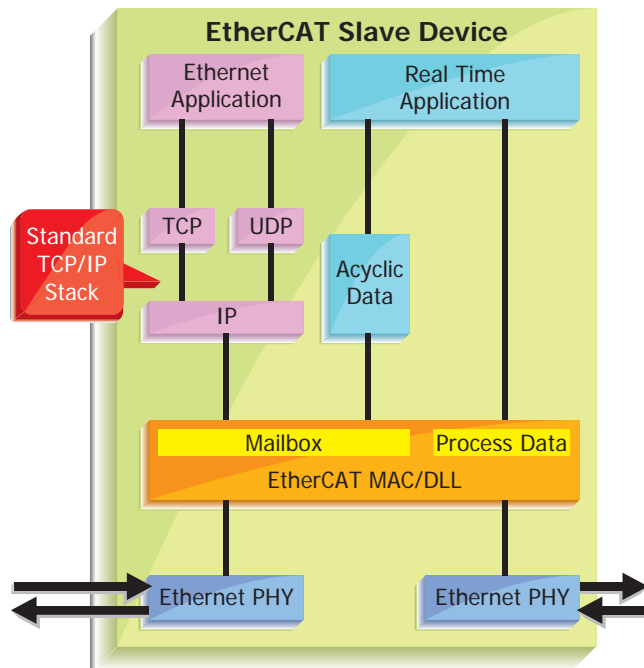 EtherCAT Slave Device
Ethernet
Application
Real Time
Application
TCP
UDP
Standard
TCP/IP
Stack
Acyclic
Data
IP
Mailbox
Process Data
EtherCAT MAC/DLL
Ethernet PHY
Ethernet PHY